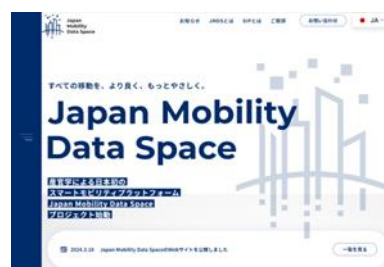 Japan
Mobility
Data Space
お知らせ JMDSとは SIPとは ご相談 お問い合わせ JA
すべての移動を、より良く、もっとやさしく。
Japan Mobility
Data Space
産官学による日本初の
スマートモビリティプラットフォーム
Japan Mobility Data Space
プロジェクト始動
2024.3.18 Japan Mobility Data SpaceのWebサイトを公開しました
一覧を見る